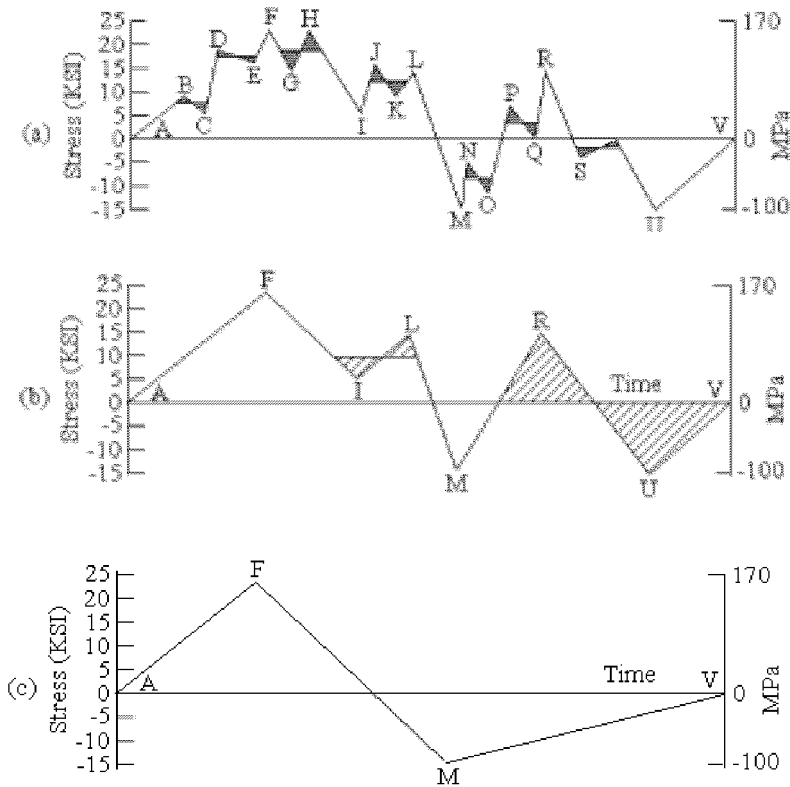 F
H
170
25
D
20
J
L
R
15
E
G
10
B
K
P
5
C
I
A
V
0
0
Q
-5
N
S
-10
O
-15
M
U
-100
(a)
Stress (KSI)
MPa
F
25
170
20
L
R
15
10
5
I
Time
A
V
0
0
-5
-10
-15
M
U
-100
(b)
Stress (KSI)
MPa
F
25
170
20
15
10
5
A
Time
V
0
0
-5
-10
-15
M
-100
(c)
Stress (KSI)
MPa